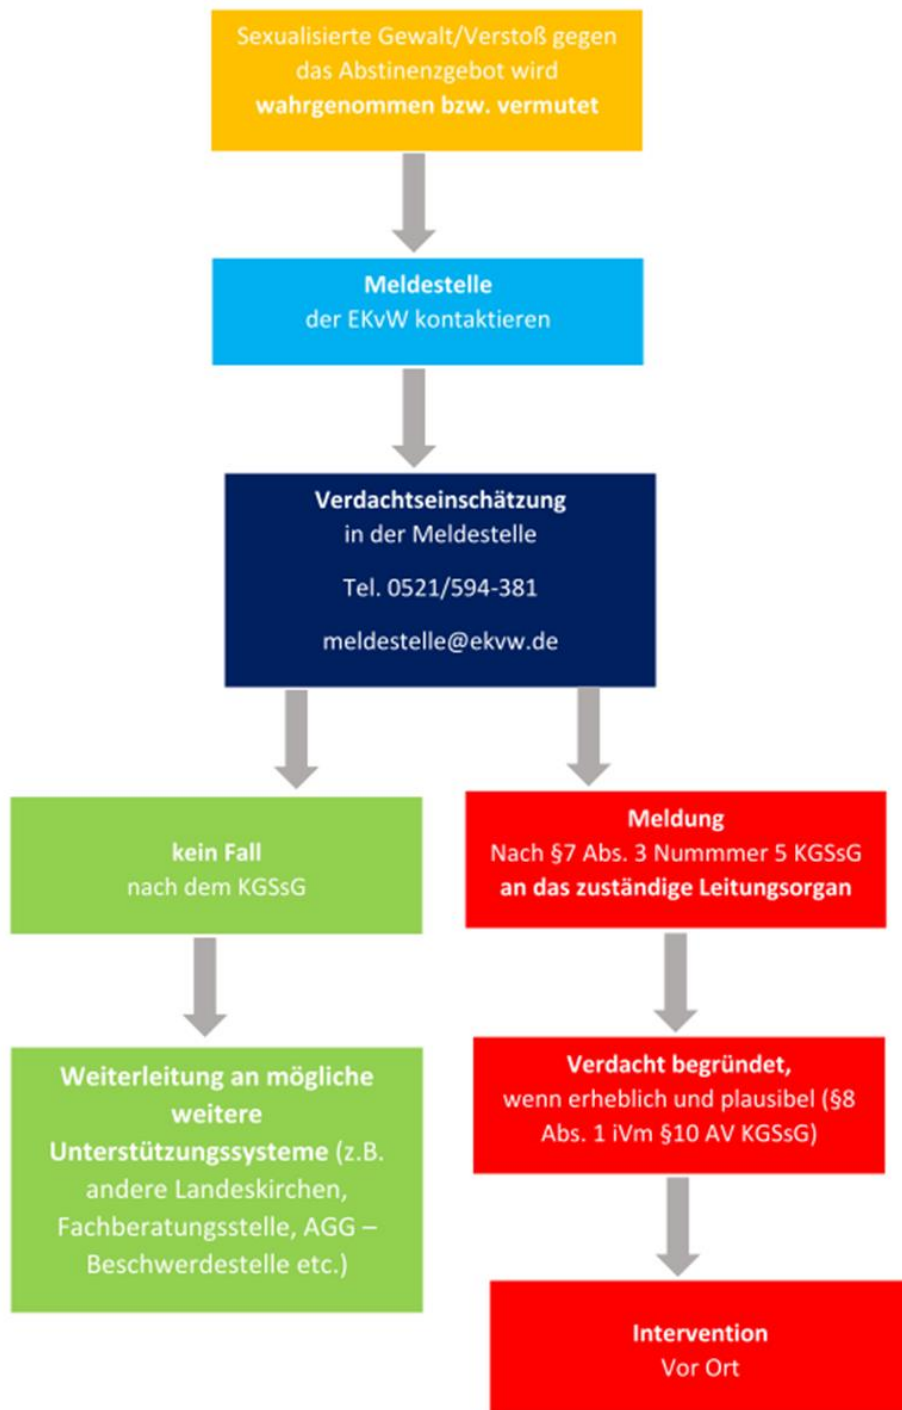 Sexualisierte Gewalt/Verstoß gegen
das Abstinenzgebot wird
wahrgenommen bzw. vermutet
Meldestelle
der EKvW kontaktieren
Verdachtseinschätzung
in der Meldestelle
Tel. 0521/594-381
meldestelle@ekvw.de
kein Fall
nach dem KGSsG
Meldung
Nach §7 Abs. 3 Nummmer 5 KGSsG
an das zuständige Leitungsorgan
Weiterleitung an mögliche
weitere
Unterstützungssysteme (z.B.
andere Landeskirchen,
Fachberatungsstelle, AGG –
Beschwerdestelle etc.)
Verdacht begründet,
wenn erheblich und plausibel (§8
Abs. 1 iVm §10 AV KGSsG)
Intervention
Vor Ort